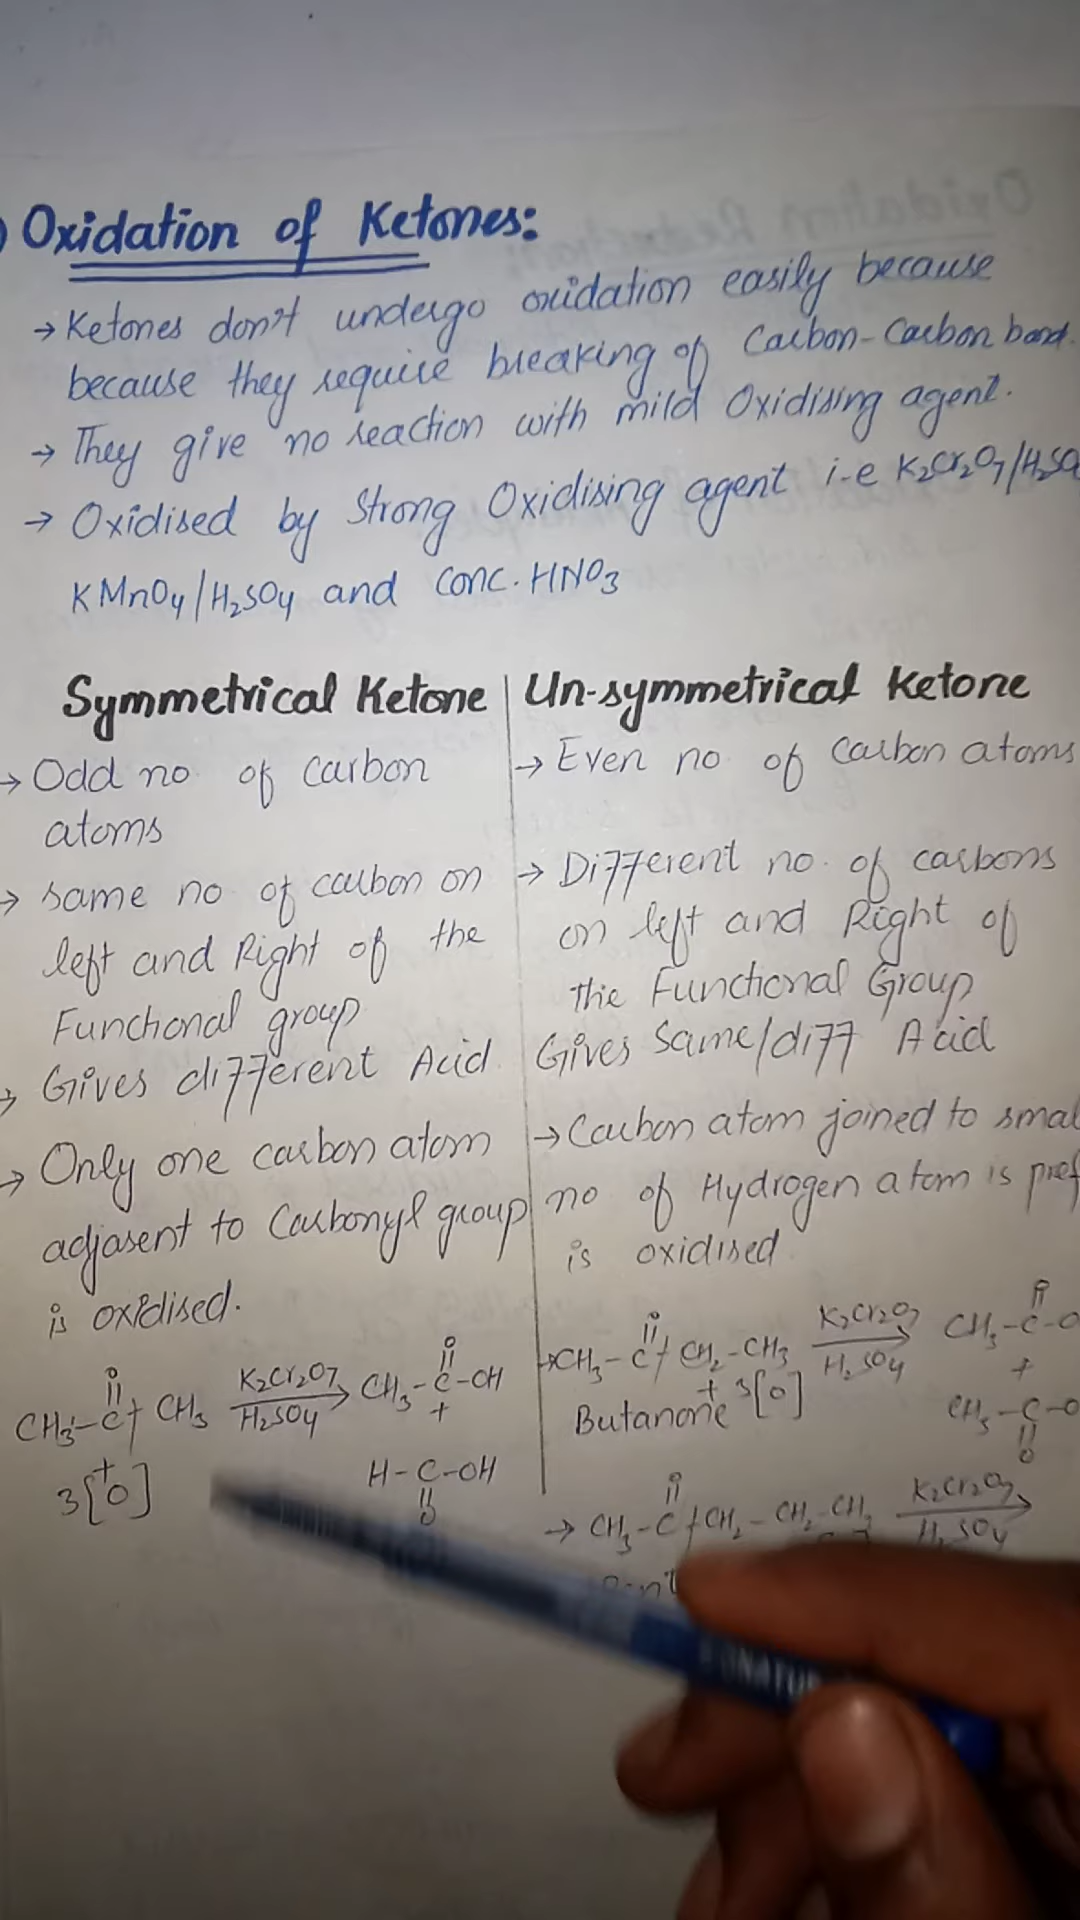 Oxidation of Ketones:
→ Ketones don't undergo oxidation easily because
because they require breaking of Carbon-Carbon bond.
→ They give no reaction with mild Oxidising agent.
→ Oxidised by Strong Oxidising agent i.e K₂Cr₂O₇/H₂SO
KMnO₄/H₂SO₄ and conc. HNO₃
Symmetrical Ketone
→ Odd no of carbon
atoms
→ same no of carbon on
left and Right of the
Functional group
→ Gives different Acid
→ Only one carbon atom
adjasent to Carbonyl group
is oxidised.
O O
CH₃-C+CH₃ K₂Cr₂O₇ CH₃-C-OH
H₂SO₄ +
+
3[O] H-C-OH
O
Un-symmetrical Ketone
→ Even no of Carbon atoms
→ Different no. of carbons
on left and Right of
the Functional Group
Gives Same/diff Acid
→ Carbon atom joined to smal
no of Hydrogen atom is pref
is oxidised
O O
→ CH₃-C+CH₂-CH₃ K₂Cr₂O₇ CH₃-C-O
H₂SO₄ +
Butanone + 3[O] CH₃-C-O
O
O
→ CH₃-C+CH₂-CH₂-CH₃ K₂Cr₂O₇
H₂SO₄